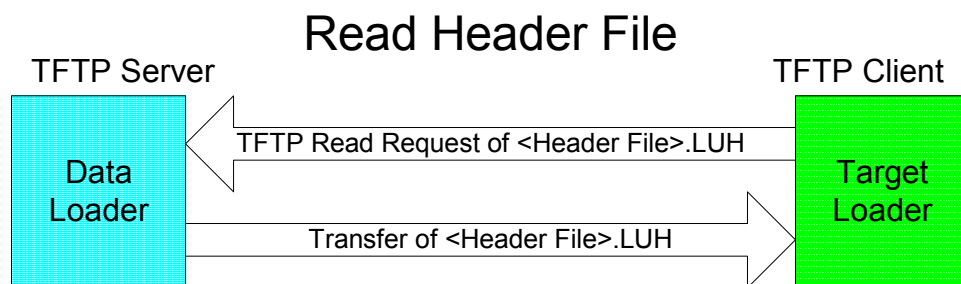 Read Header File
TFTP Server
TFTP Client
TFTP Read Request of <Header File>.LUH
Data
Loader
Target
Loader
Transfer of <Header File>.LUH